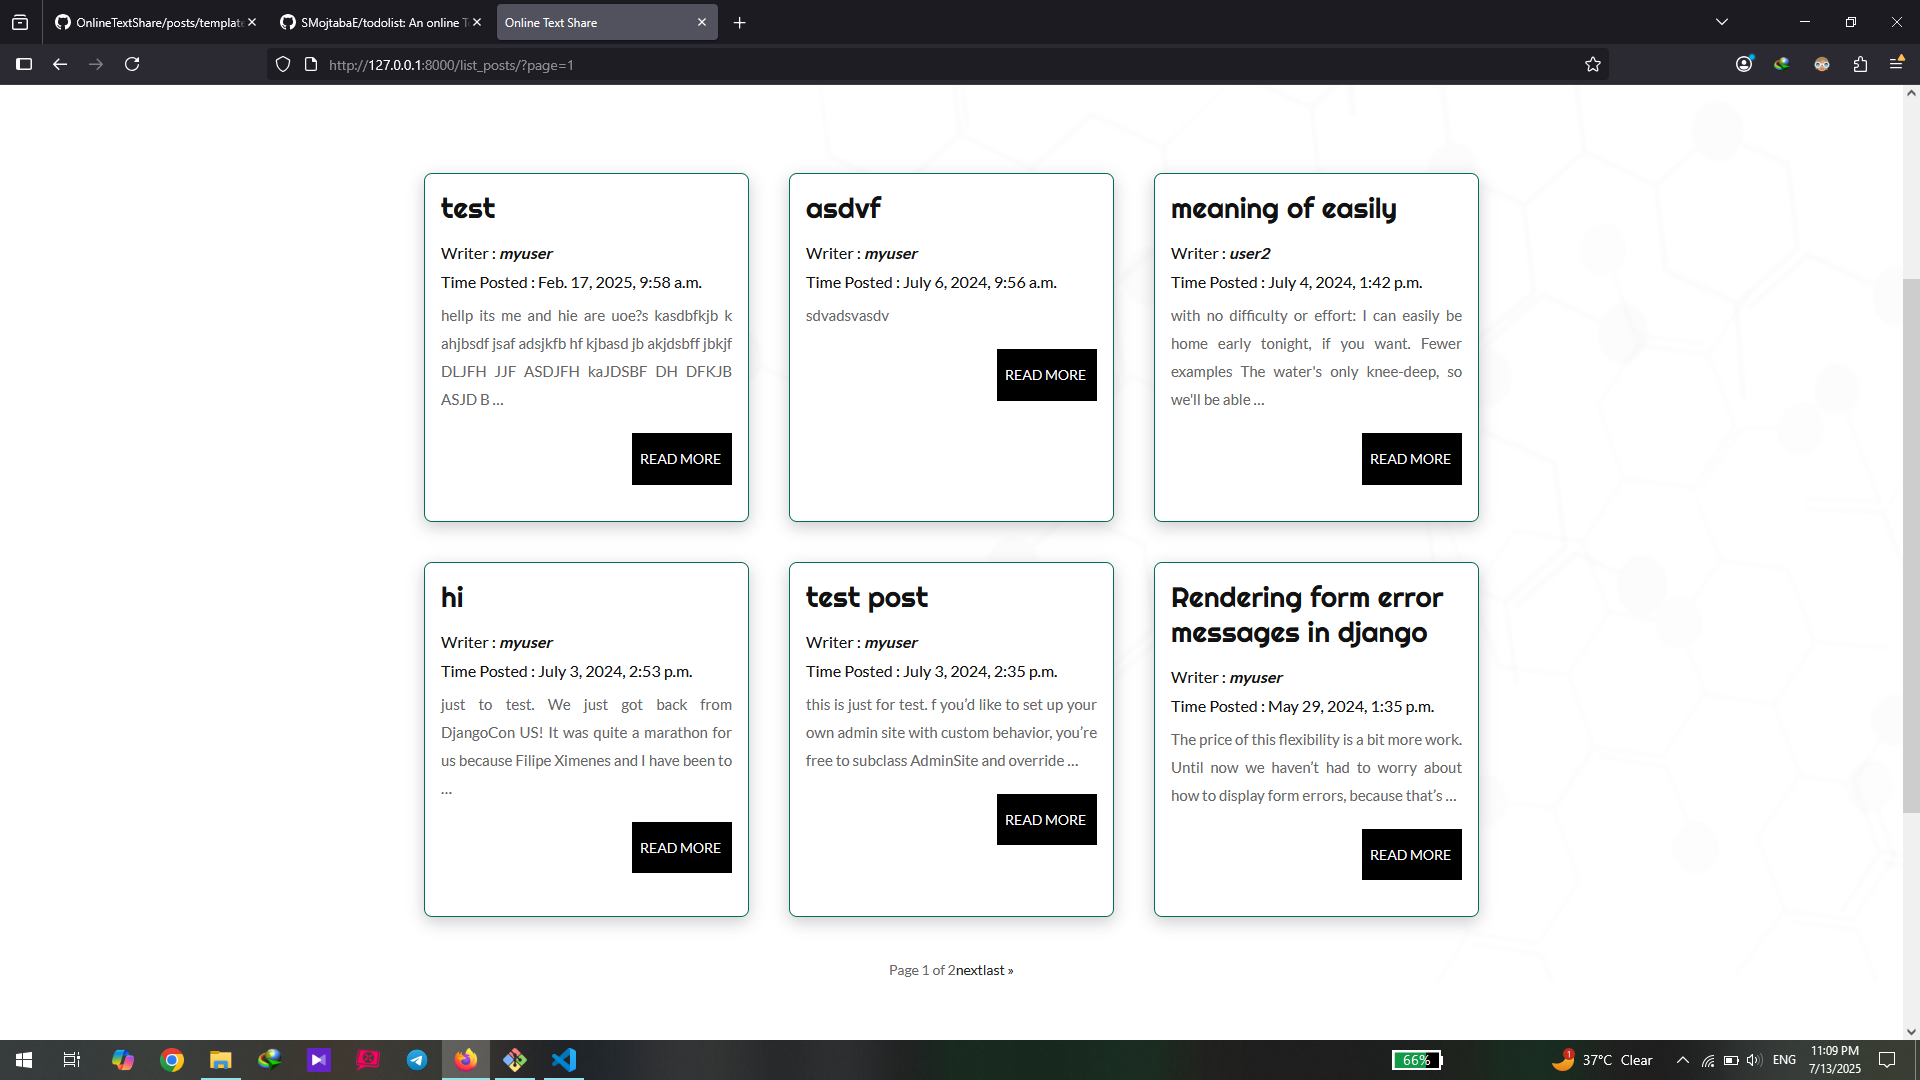 OnlineTextShare/posts/templat
SMojtabaE/todolist: An online T
Online Text Share
http://127.0.0.1:8000/list_posts/?page=1
test
Writer : myuser
Time Posted : Feb. 17, 2025, 9:58 a.m.
hellp its me and hie are uoe?s kasdbfkjb k
ahjbsdf jsaf adsjkfb hf kjbasd jb akjdsbff jbkjf
DLJFH JJF ASDJFH kaJDSBF DH DFKJB
ASJD B …
READ MORE
asdvf
Writer : myuser
Time Posted : July 6, 2024, 9:56 a.m.
sdvadsvasdv
READ MORE
meaning of easily
Writer : user2
Time Posted : July 4, 2024, 1:42 p.m.
with no difficulty or effort: I can easily be
home early tonight, if you want. Fewer
examples The water's only knee-deep, so
we'll be able …
READ MORE
hi
Writer : myuser
Time Posted : July 3, 2024, 2:53 p.m.
just to test. We just got back from
DjangoCon US! It was quite a marathon for
us because Filipe Ximenes and I have been to
…
READ MORE
test post
Writer : myuser
Time Posted : July 3, 2024, 2:35 p.m.
this is just for test. f you’d like to set up your
own admin site with custom behavior, you’re
free to subclass AdminSite and override …
READ MORE
Rendering form error
messages in django
Writer : myuser
Time Posted : May 29, 2024, 1:35 p.m.
The price of this flexibility is a bit more work.
Until now we haven’t had to worry about
how to display form errors, because that’s …
READ MORE
Page 1 of 2nextlast »
66%
1
37°C Clear
ENG
11:09 PM
7/13/2025